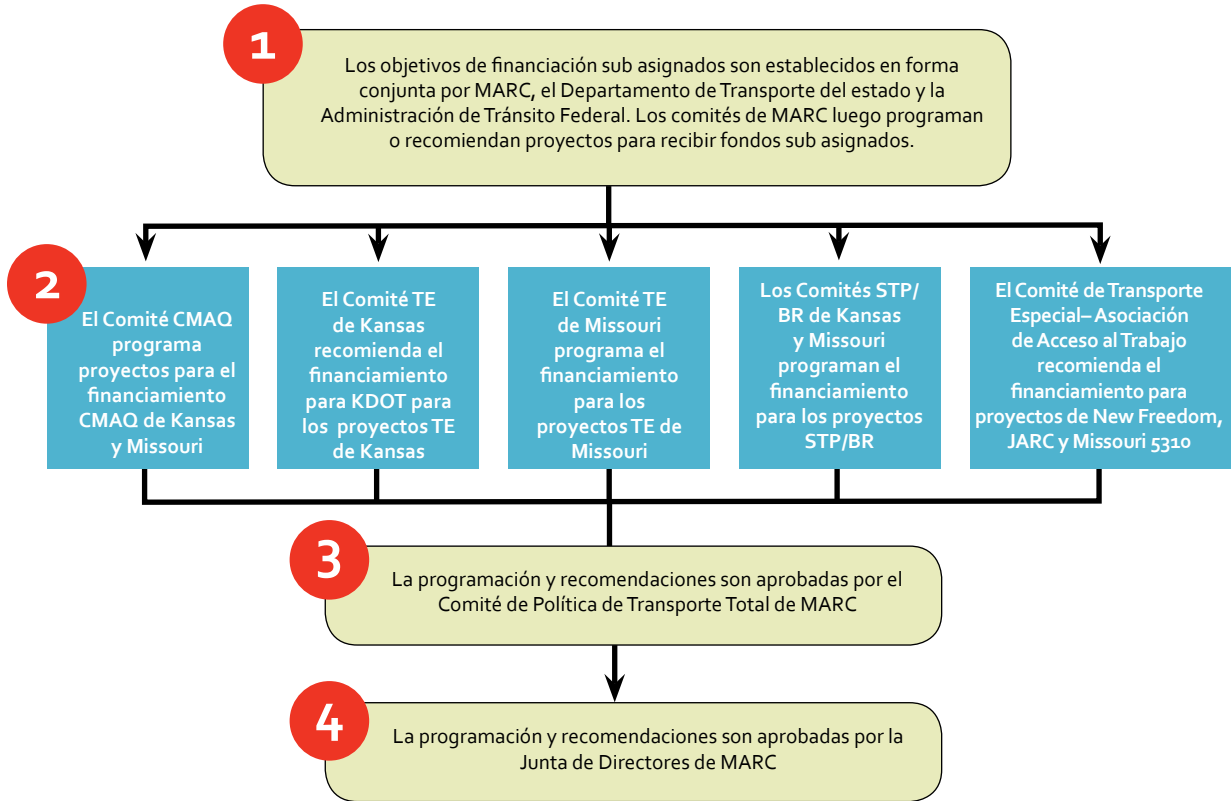 1
Los objetivos de financiación sub asignados son establecidos en forma
conjunta por MARC, el Departamento de Transporte del estado y la
Administración de Tránsito Federal. Los comités de MARC luego programan
o recomiendan proyectos para recibir fondos sub asignados.
2
El Comité CMAQ
programa
proyectos para el
financiamiento
CMAQ de Kansas
y Missouri
El Comité TE
de Kansas
recomienda el
financiamiento
para KDOT para
los proyectos TE
de Kansas
El Comité TE
de Missouri
programa el
financiamiento
para los
proyectos TE de
Missouri
Los Comités STP/
BR de Kansas
y Missouri
programan el
financiamiento
para los proyectos
STP/BR
El Comité de Transporte
Especial–Asociación
de Acceso al Trabajo
recomienda el
financiamiento para
proyectos de New Freedom,
JARC y Missouri 5310
3
La programación y recomendaciones son aprobadas por el
Comité de Política de Transporte Total de MARC
4
La programación y recomendaciones son aprobadas por la
Junta de Directores de MARC